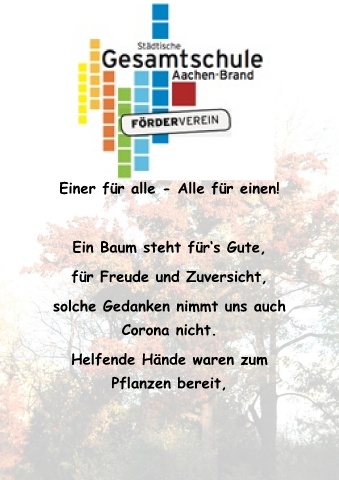 Städtische
Gesamtschule
Aachen-Brand
FÖRDERVEREIN
Einer für alle - Alle für einen!
Ein Baum steht für's Gute,
für Freude und Zuversicht,
solche Gedanken nimmt uns auch
Corona nicht.
Helfende Hände waren zum
Pflanzen bereit,